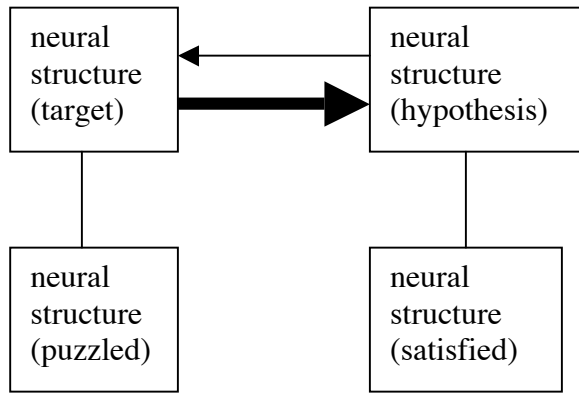 neural
structure
(target)
neural
structure
(hypothesis)
neural
structure
(puzzled)
neural
structure
(satisfied)